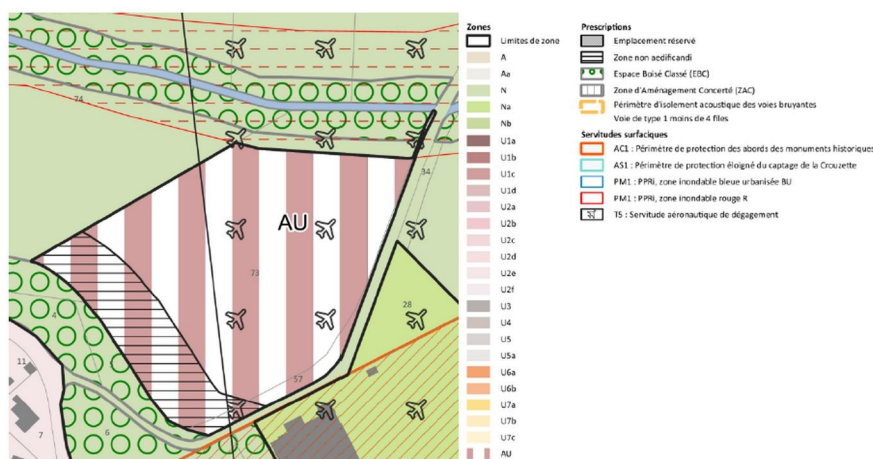 74
34
AU
73
28
4
57
11
7
6
Zones
Limites de zone
A
Aa
N
Na
Nb
U1a
U1b
U1c
U1d
U2a
U2b
U2c
U2d
U2e
U2f
U3
U4
U5
U5a
U6a
U6b
U7a
U7b
U7c
AU
Prescriptions
Emplacement réservé
Zone non aedificandi
Espace Boisé Classé (EBC)
Zone d'Aménagement Concerté (ZAC)
Périmètre d'isolement acoustique des voies bruyantes
Voie de type 1 moins de 4 files
Servitudes surfaciques
AC1 : Périmètre de protection des abords des monuments historiques
AS1 : Périmètre de protection éloigné du captage de la Crouzette
PM1 : PPRi, zone inondable bleue urbanisée BU
PM1 : PPRi, zone inondable rouge R
T5 : Servitude aéronautique de dégagement